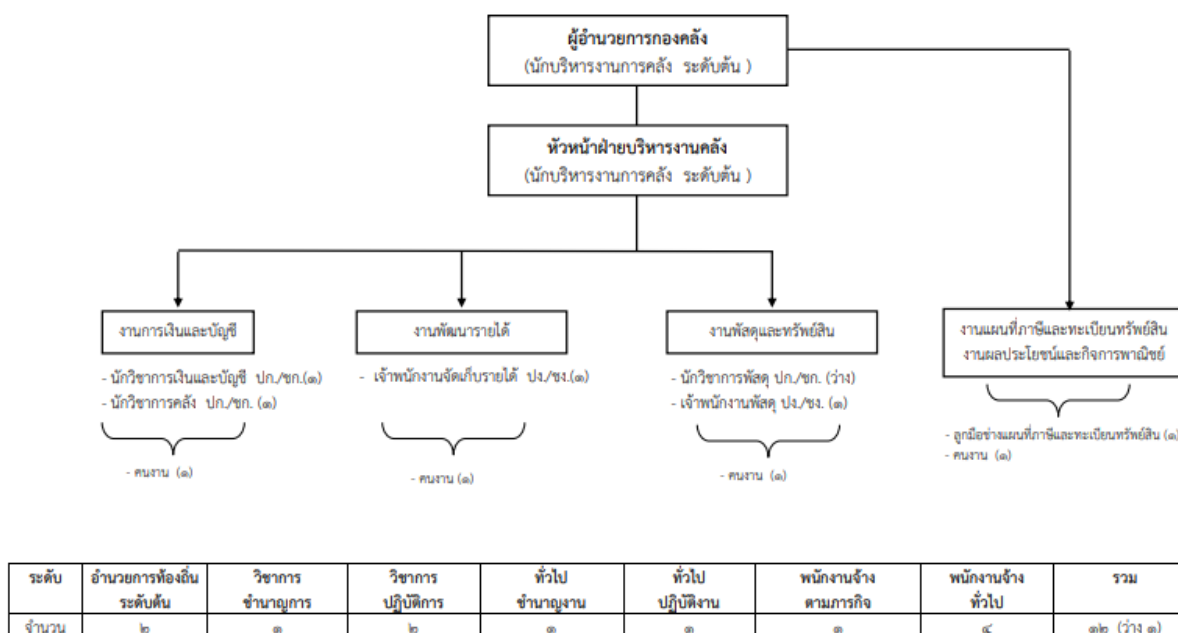 ผู้อำนวยการกองคลัง
(นักบริหารงานการคลัง ระดับต้น )
หัวหน้าฝ่ายบริหารงานคลัง
(นักบริหารงานการคลัง ระดับต้น )
งานการเงินและบัญชี
- นักวิชาการเงินและบัญชี ปก./ชก.(๑)
- นักวิชาการคลัง ปก./ชก. (๑)
- คนงาน (๑)
งานพัฒนารายได้
- เจ้าพนักงานจัดเก็บรายได้ ปง./ชง.(๑)
- คนงาน (๑)
งานพัสดุและทรัพย์สิน
- นักวิชาการพัสดุ ปก./ชก. (ว่าง)
- เจ้าพนักงานพัสดุ ปง./ชง. (๑)
- คนงาน (๑)
งานแผนที่ภาษีและทะเบียนทรัพย์สิน
งานผลประโยชน์และกิจการพาณิชย์
- ลูกมือช่างแผนที่ภาษีและทะเบียนทรัพย์สิน (๑)
- คนงาน (๑)
ระดับ อำนวยการท้องถิ่น วิชาการ วิชาการ ทั่วไป ทั่วไป พนักงานจ้าง พนักงานจ้าง รวม
ระดับต้น ชำนาญการ ปฏิบัติการ ชำนาญงาน ปฏิบัติงาน ตามภารกิจ ทั่วไป
จำนวน ๒ ๑ ๒ ๑ ๑ ๑ ๔ ๑๒ (ว่าง ๑)